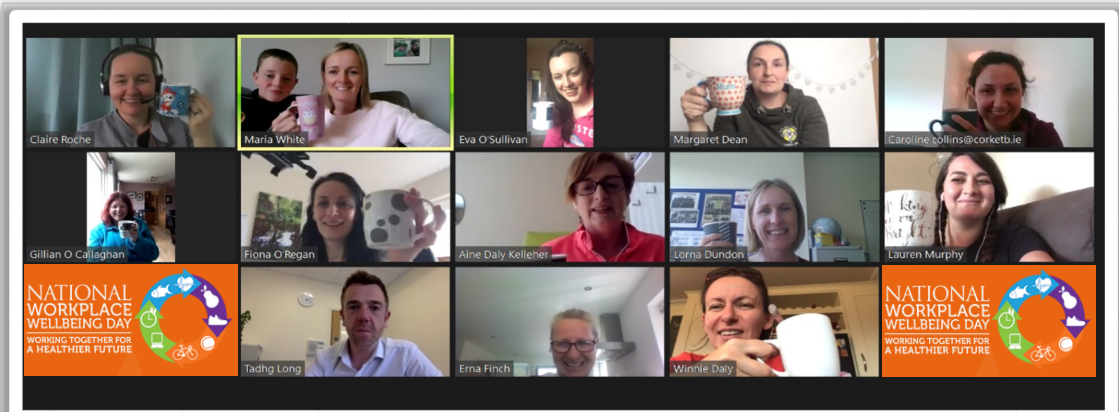 Claire Roche
Maria White
Eva O'Sullivan
Mum
Margaret Dean
Caroline.collins@corketb.ie
Gillian O Callaghan
Fiona O'Regan
Aine Daly Kelleher
Lorna Dundon
Lauren Murphy
NATIONAL
WORKPLACE
WELLBEING DAY
WORKING TOGETHER FOR
A HEALTHIER FUTURE
Tadhg Long
Erna Finch
Winnie Daly
NATIONAL
WORKPLACE
WELLBEING DAY
WORKING TOGETHER FOR
A HEALTHIER FUTURE